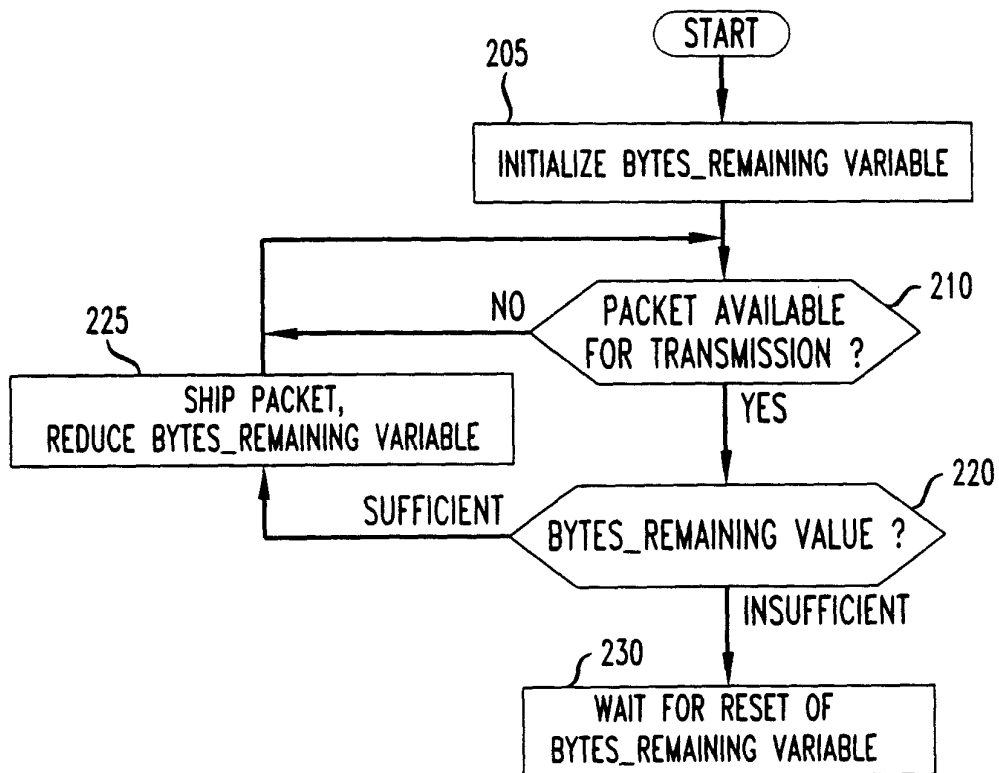 START
205
INITIALIZE BYTES_REMAINING VARIABLE
210
PACKET AVAILABLE
FOR TRANSMISSION ?
NO
YES
225
SHIP PACKET,
REDUCE BYTES_REMAINING VARIABLE
220
BYTES_REMAINING VALUE ?
SUFFICIENT
INSUFFICIENT
230
WAIT FOR RESET OF
BYTES_REMAINING VARIABLE